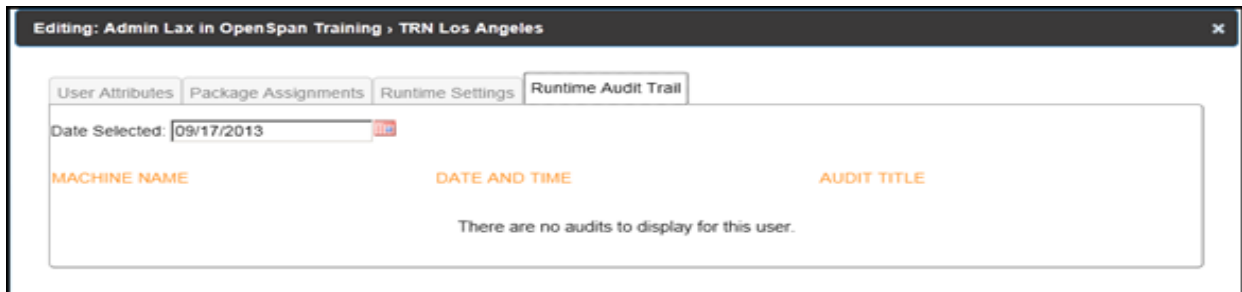 Editing: Admin Lax in OpenSpan Training › TRN Los Angeles ×
User Attributes Package Assignments Runtime Settings Runtime Audit Trail
Date Selected: 09/17/2013
MACHINE NAME DATE AND TIME AUDIT TITLE
There are no audits to display for this user.